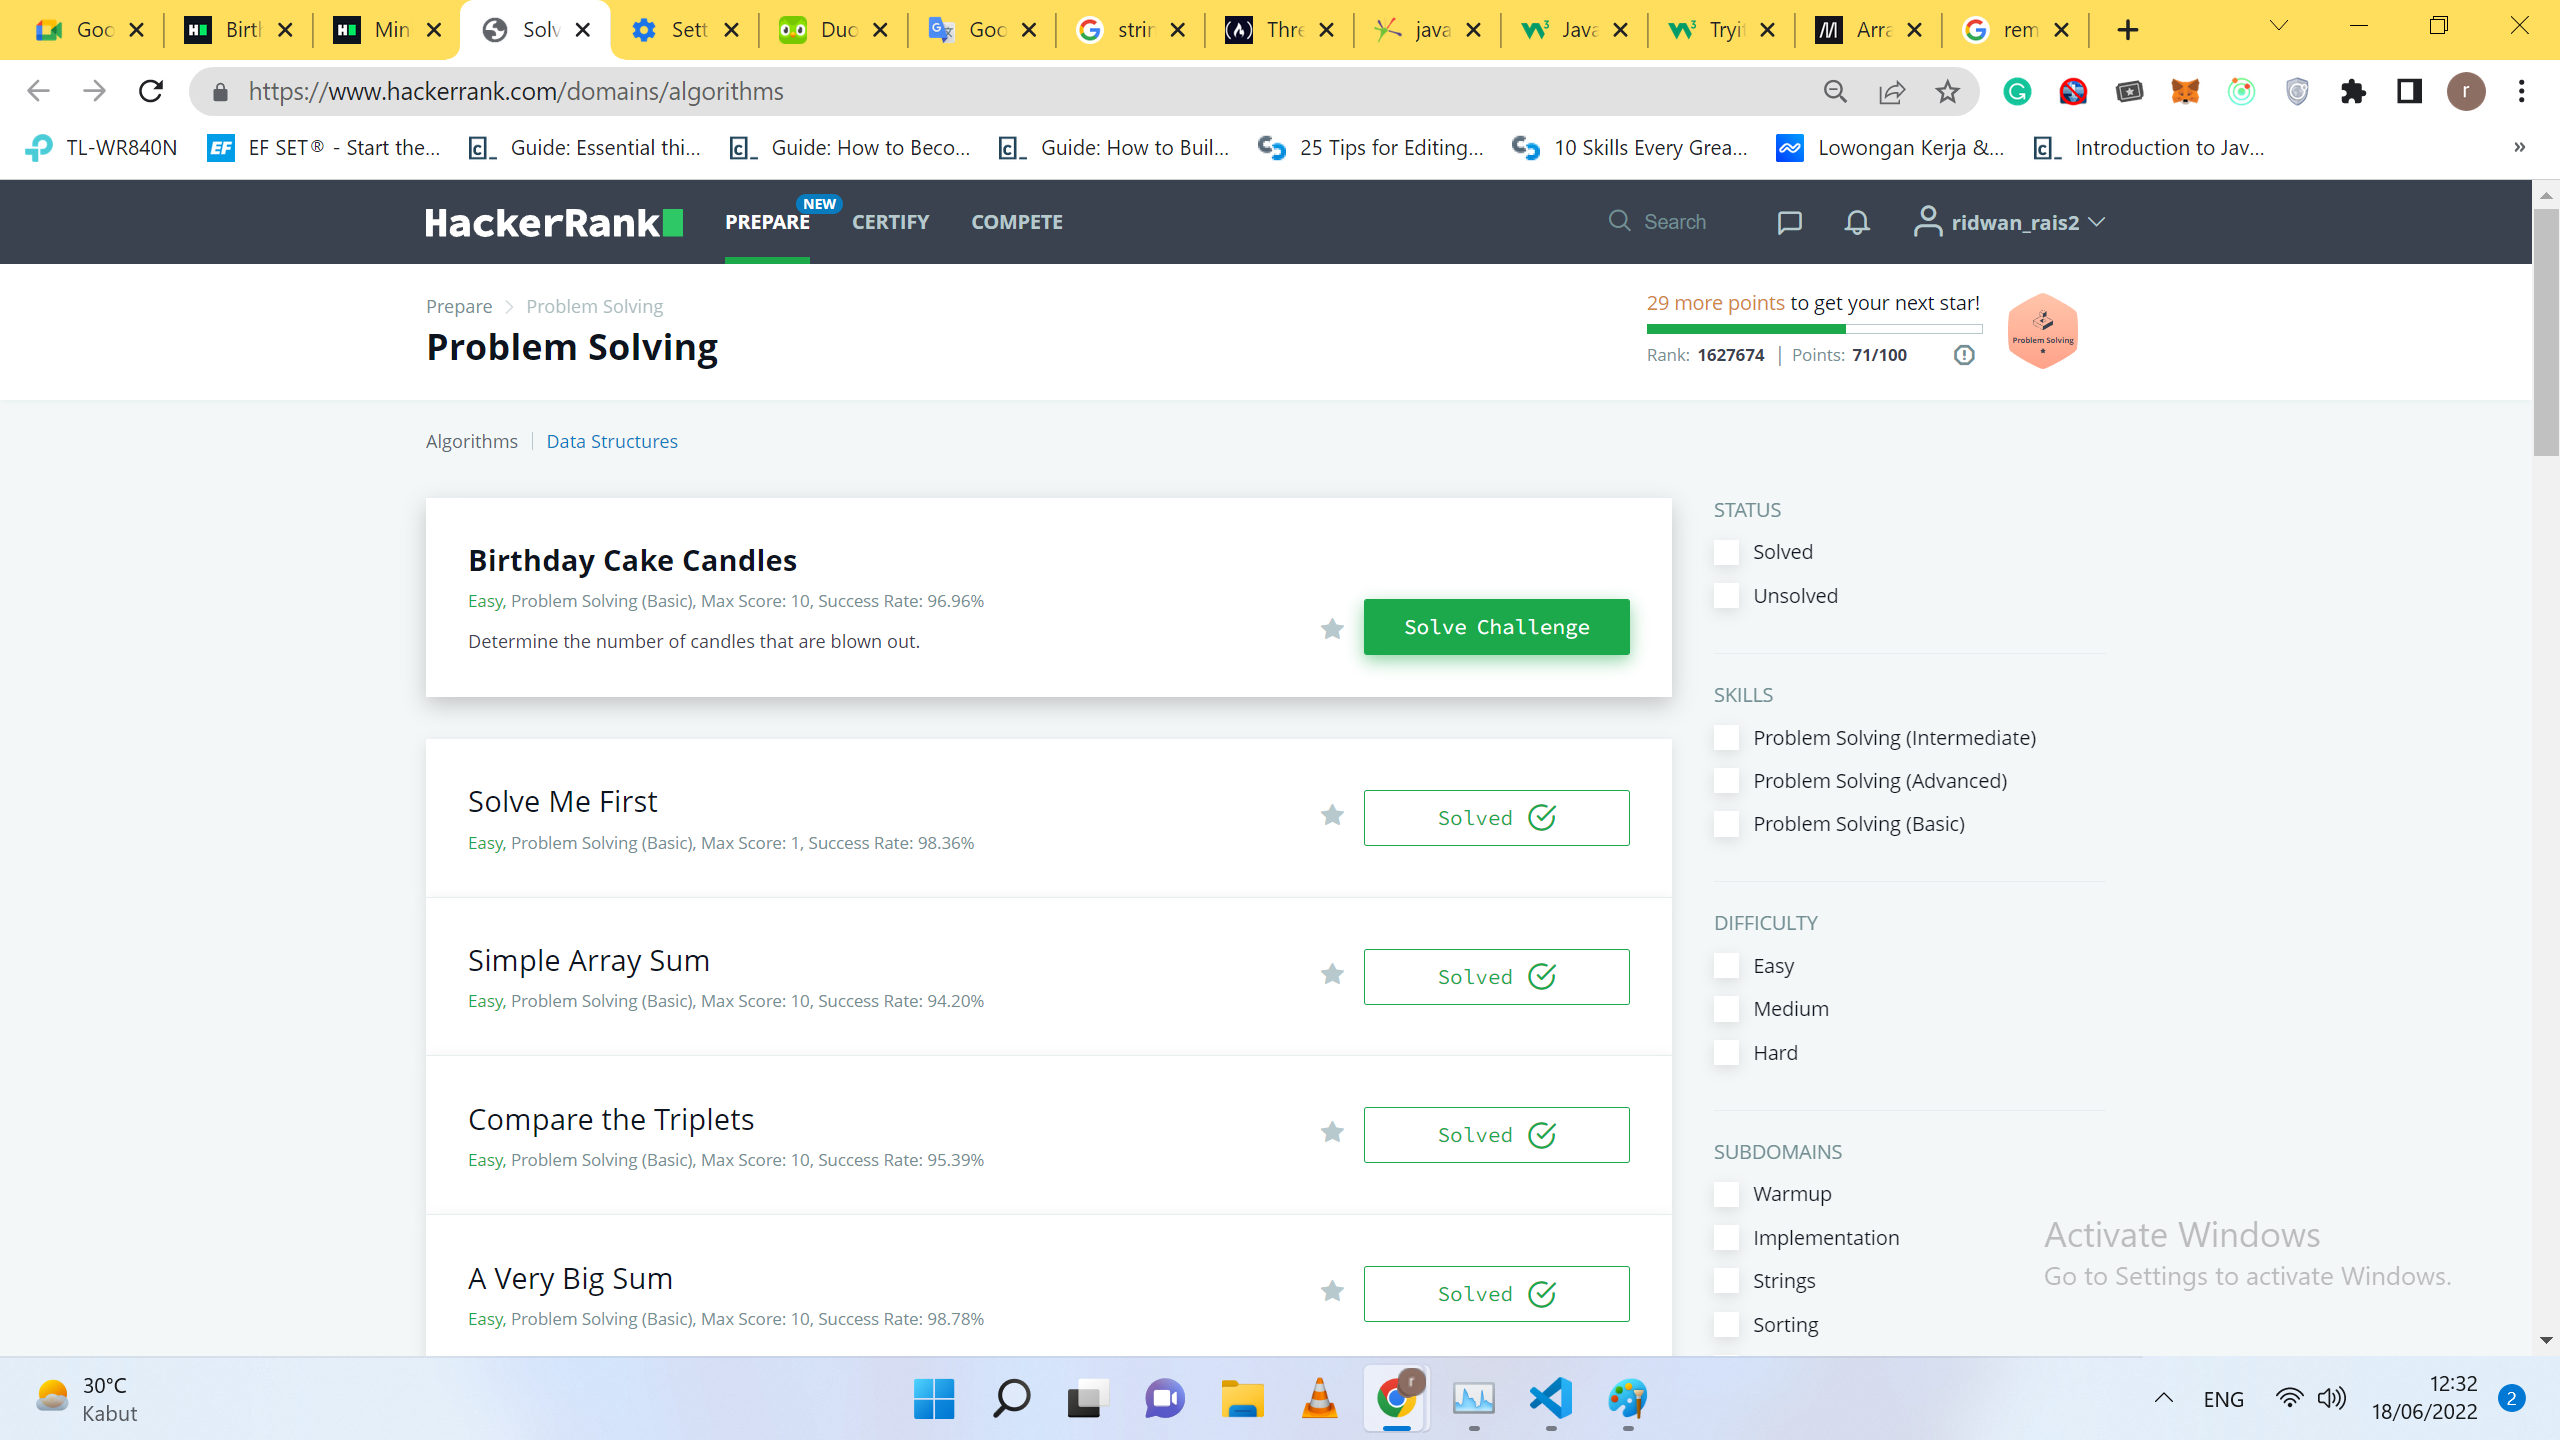 Goo
Birth
Min
Solv
Sett
Duo
Goo
strin
Thre
java
Java
Tryit
Arra
rem
https://www.hackerrank.com/domains/algorithms
r
TL-WR840N
EF SET® - Start the...
Guide: Essential thi...
Guide: How to Beco...
Guide: How to Buil...
25 Tips for Editing...
10 Skills Every Grea...
Lowongan Kerja &...
Introduction to Jav...
»
HackerRank
PREPARE
NEW
CERTIFY
COMPETE
Search
ridwan_rais2
Prepare
Problem Solving
Problem Solving
29 more points to get your next star!
Rank: 1627674 | Points: 71/100
Problem Solving
Algorithms
Data Structures
Birthday Cake Candles
Easy, Problem Solving (Basic), Max Score: 10, Success Rate: 96.96%
Determine the number of candles that are blown out.
Solve Challenge
Solve Me First
Easy, Problem Solving (Basic), Max Score: 1, Success Rate: 98.36%
Solved
Simple Array Sum
Easy, Problem Solving (Basic), Max Score: 10, Success Rate: 94.20%
Solved
Compare the Triplets
Easy, Problem Solving (Basic), Max Score: 10, Success Rate: 95.39%
Solved
A Very Big Sum
Easy, Problem Solving (Basic), Max Score: 10, Success Rate: 98.78%
Solved
STATUS
Solved
Unsolved
SKILLS
Problem Solving (Intermediate)
Problem Solving (Advanced)
Problem Solving (Basic)
DIFFICULTY
Easy
Medium
Hard
SUBDOMAINS
Warmup
Implementation
Strings
Sorting
Activate Windows
Go to Settings to activate Windows.
30°C
Kabut
r
ENG
12:32
18/06/2022
2